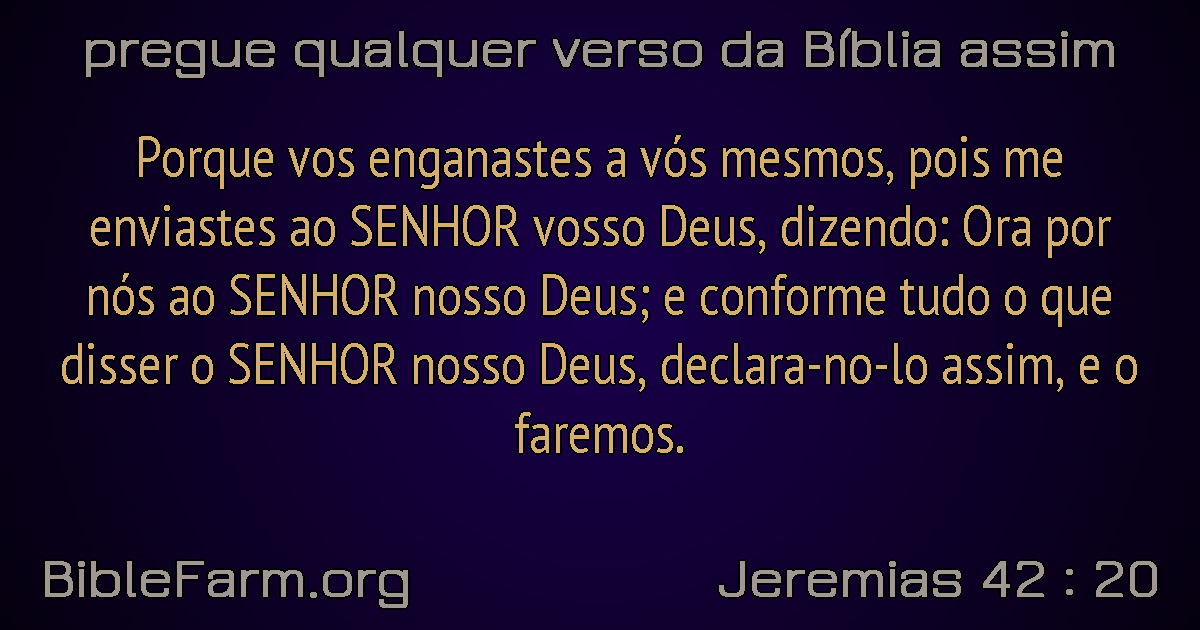 pregue qualquer verso da Bíblia assim
Porque vos enganastes a vós mesmos, pois me
enviastes ao SENHOR vosso Deus, dizendo: Ora por
nós ao SENHOR nosso Deus; e conforme tudo o que
disser o SENHOR nosso Deus, declara-no-lo assim, e o
faremos.
BibleFarm.org
Jeremias 42 : 20